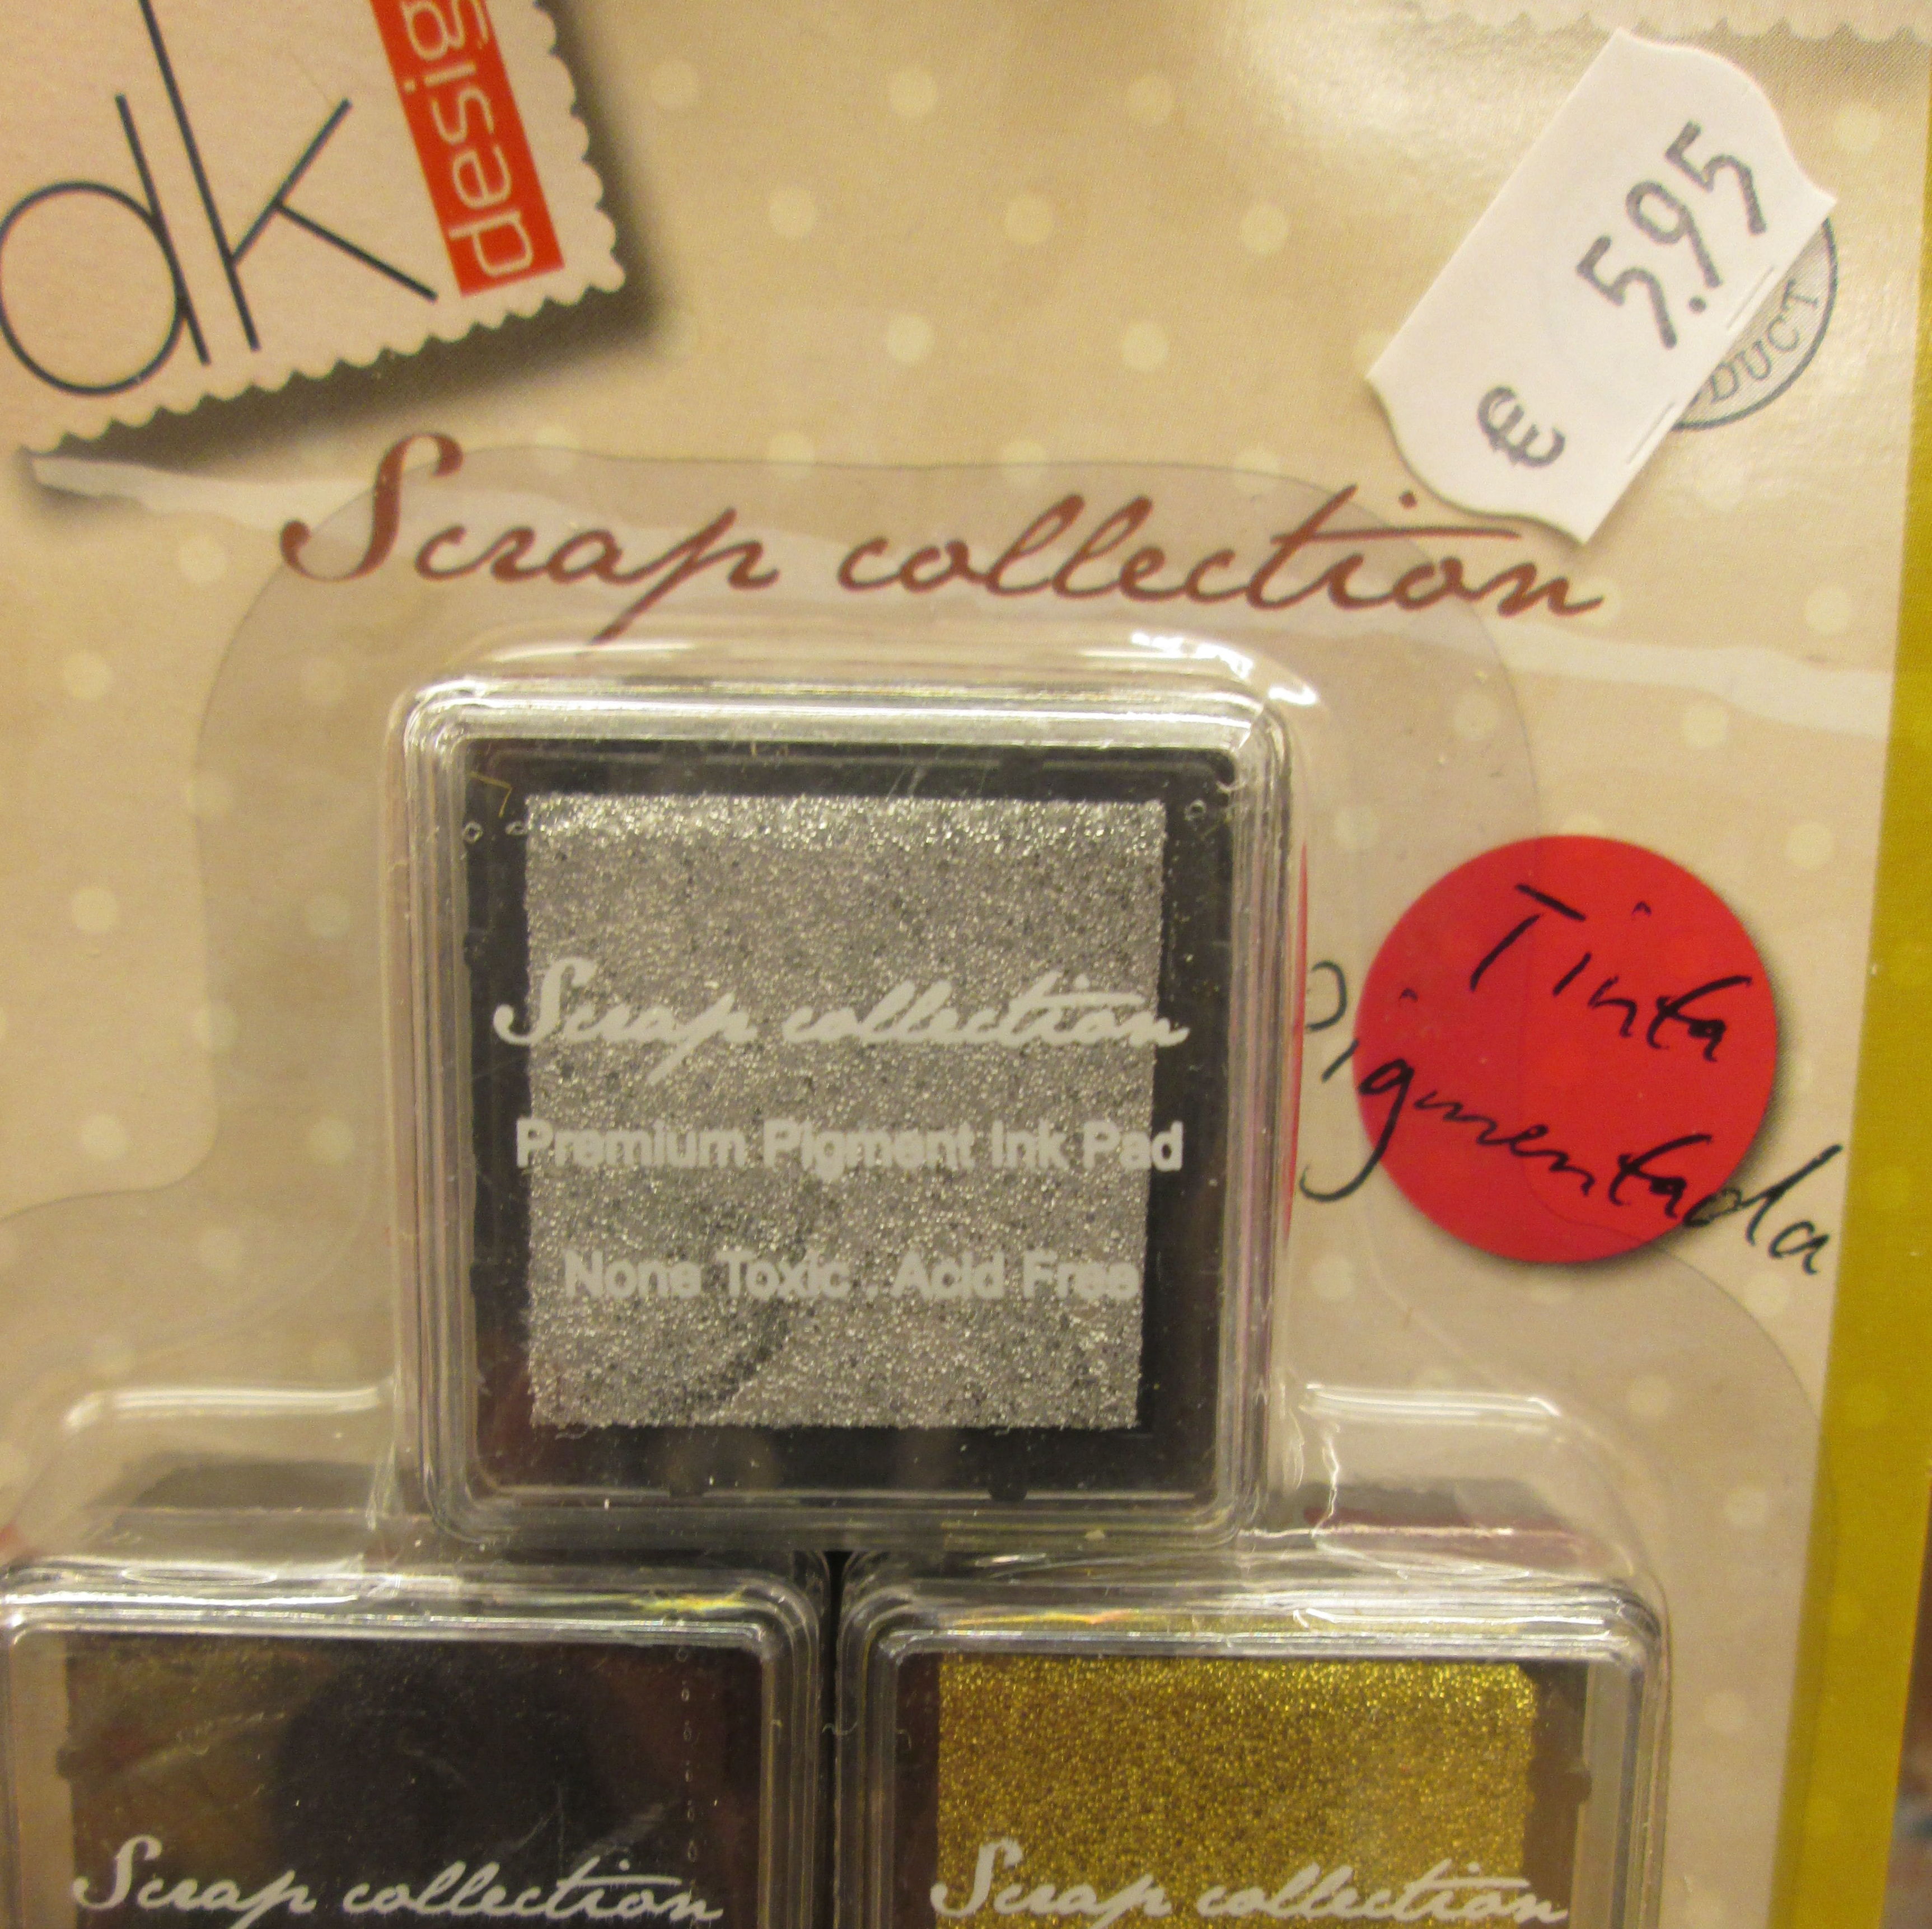 dk
desig
€ 5.95
DUCT
Scrap collection
Scrap collection
Premium Pigment Ink Pad
None Toxic . Acid Free
Tinta
Pigmentada
Scrap collection
Scrap collection